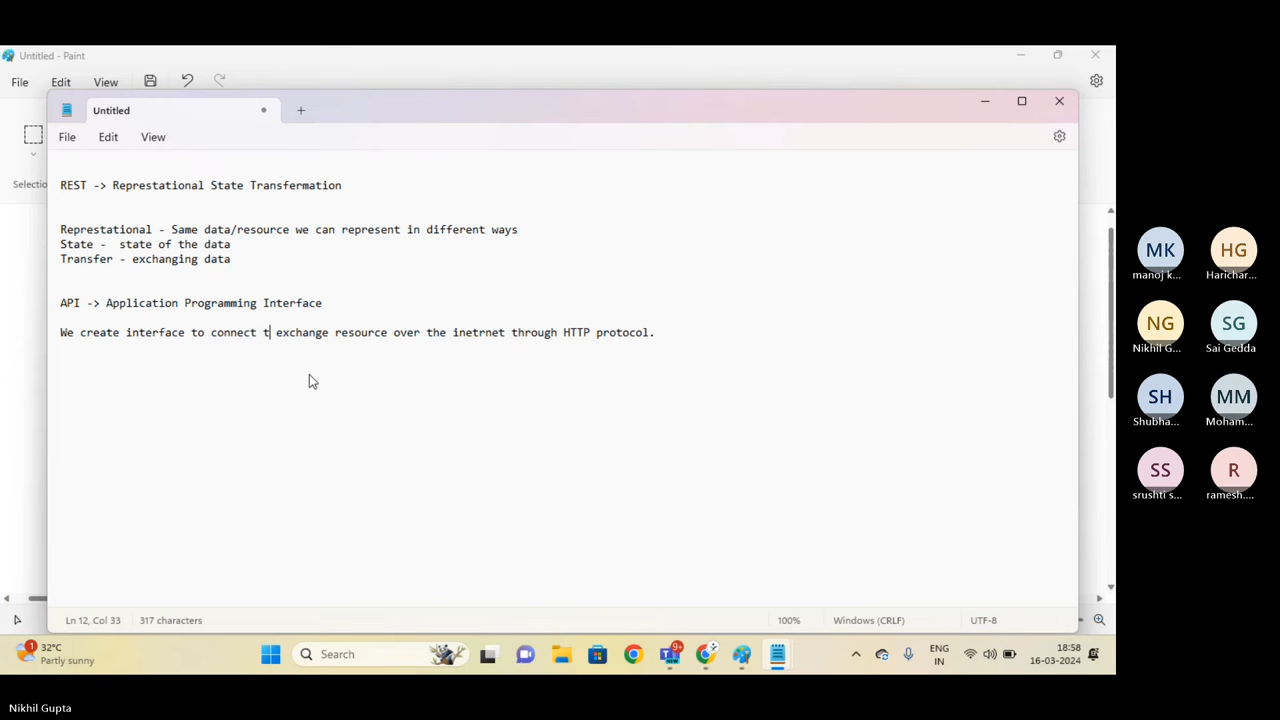 Untitled - Paint
File Edit View
Untitled
File Edit View
Selectio
REST -> Represtational State Transfermation
Represtational - Same data/resource we can represent in different ways
State -  state of the data
Transfer - exchanging data
API -> Application Programming Interface
We create interface to connect t exchange resource over the inetrnet through HTTP protocol.
MK
manoj k...
HG
Harichar...
NG
Nikhil G...
SG
Sai Gedda
SH
Shubha...
MM
Moham...
SS
srushti s...
R
ramesh....
Ln 12, Col 33
317 characters
100%
Windows (CRLF)
UTF-8
1
32°C
Partly sunny
Search
NEW
9+
ENG
IN
18:58
16-03-2024
Nikhil Gupta